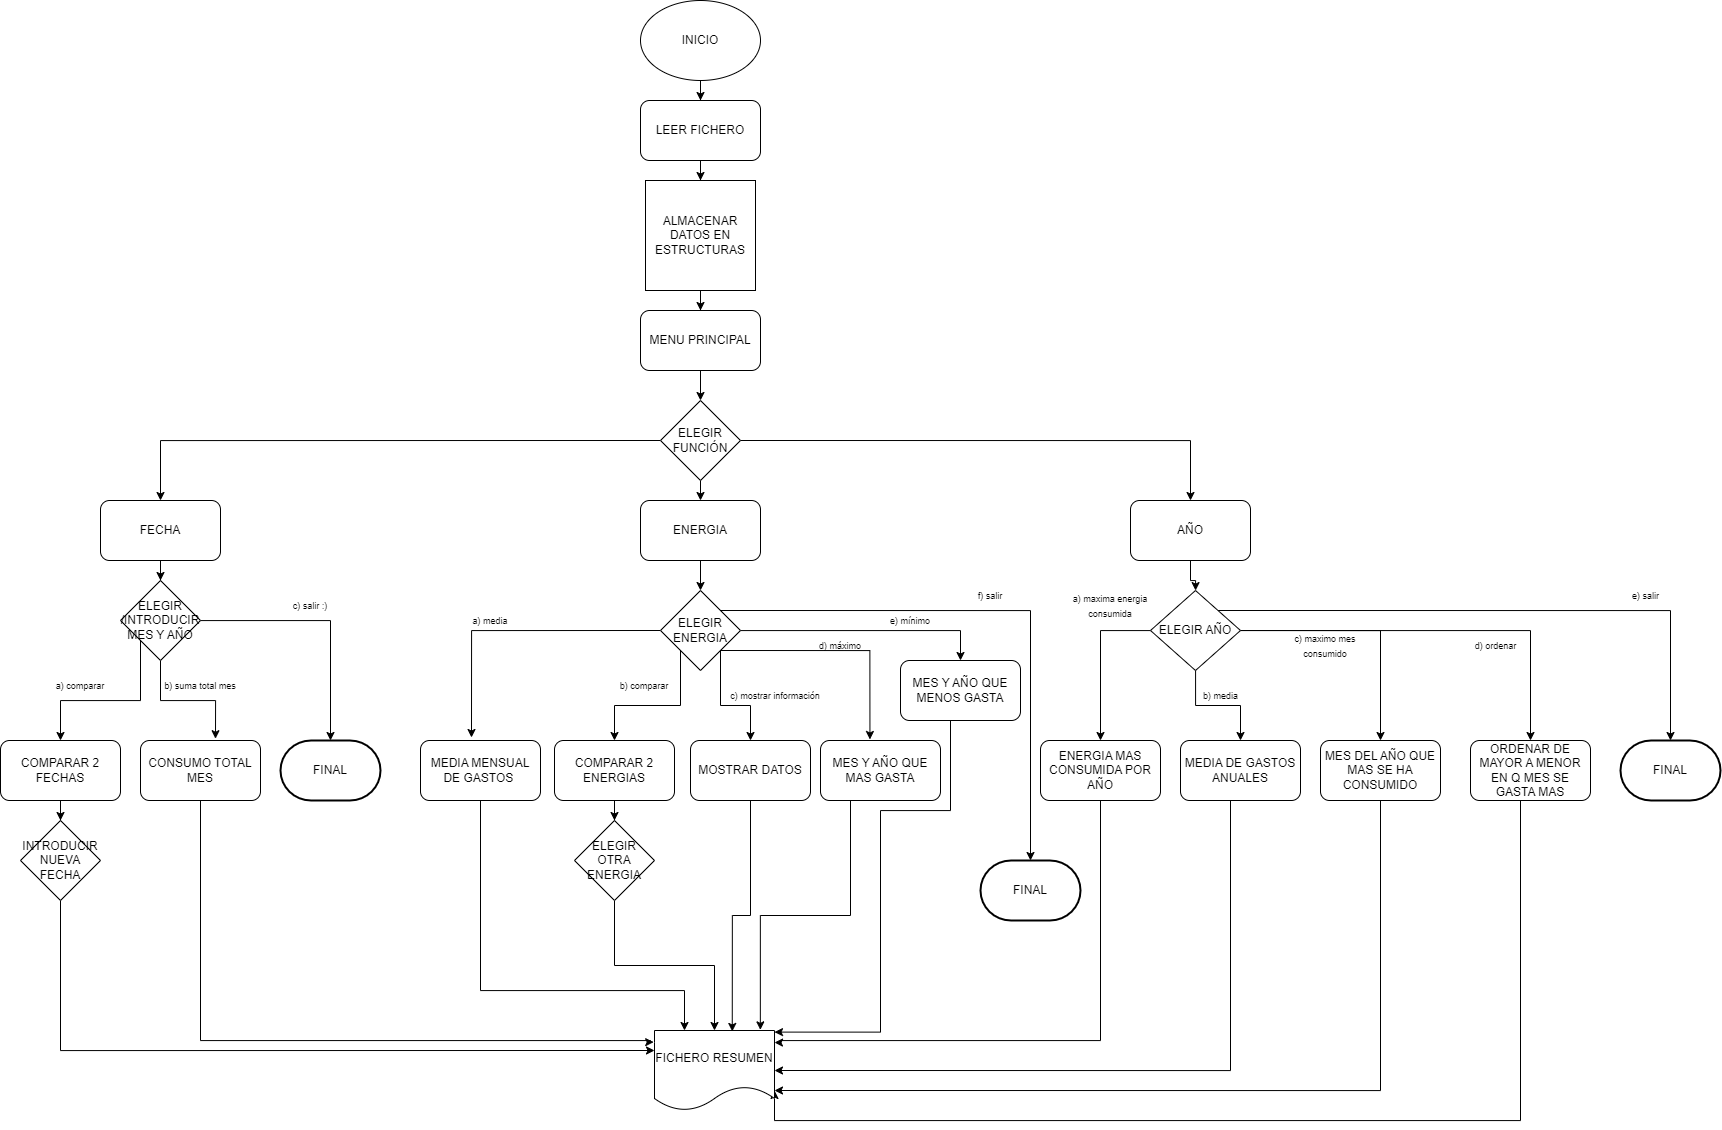 INICIO
LEER FICHERO
ALMACENAR
DATOS EN
ESTRUCTURAS
MENU PRINCIPAL
ELEGIR
FUNCIÓN
FECHA
ENERGIA
AÑO
ELEGIR
INTRODUCIR
MES Y AÑO
c) salir :)
a) comparar
b) suma total mes
ELEGIR
ENERGIA
a) media
b) comparar
c) mostrar información
d) máximo
e) mínimo
f) salir
ELEGIR AÑO
a) maxima energia
consumida
b) media
c) maximo mes
consumido
d) ordenar
e) salir
MES Y AÑO QUE
MENOS GASTA
COMPARAR 2
FECHAS
CONSUMO TOTAL
MES
FINAL
MEDIA MENSUAL
DE GASTOS
COMPARAR 2
ENERGIAS
MOSTRAR DATOS
MES Y AÑO QUE
MAS GASTA
ENERGIA MAS
CONSUMIDA POR
AÑO
MEDIA DE GASTOS
ANUALES
MES DEL AÑO QUE
MAS SE HA
CONSUMIDO
ORDENAR DE
MAYOR A MENOR
EN Q MES SE
GASTA MAS
FINAL
INTRODUCIR
NUEVA
FECHA
ELEGIR
OTRA
ENERGIA
FINAL
FICHERO RESUMEN